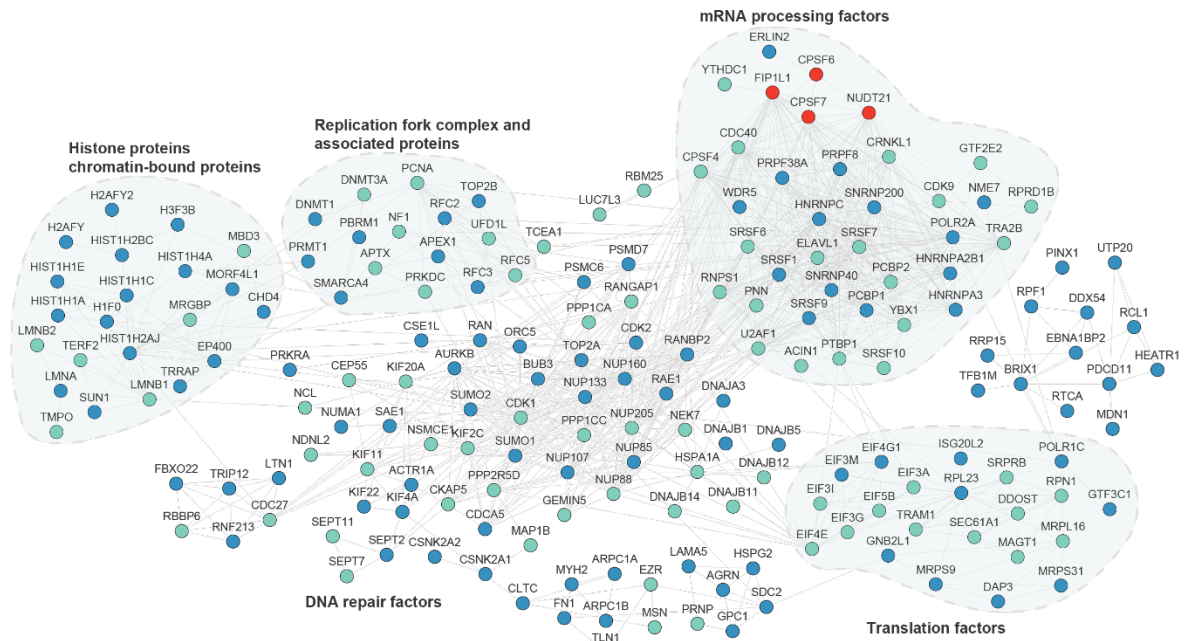 mRNA processing factors
ERLIN2
CPSF6
YTHDC1
FIP1L1
NUDT21
CPSF7
CDC40
CRNKL1
GTF2E2
CPSF4
PRPF38A
PRPF8
CDK9
NME7
RPRD1B
WDR5
SNRNP200
HNRNPC
POLR2A
TRA2B
SRSF6
ELAVL1
SRSF7
SRSF1
HNRNPA2B1
RNPS1
SNRNP40
PCBP2
PNN
SRSF9
PCBP1
YBX1
HNRNPA3
U2AF1
ACIN1
PTBP1
SRSF10
Replication fork complex and
associated proteins
PCNA
DNMT3A
TOP2B
DNMT1
NF1
RFC2
PBRM1
UFD1L
PRMT1
APTX
APEX1
RFC5
SMARCA4
PRKDC
RFC3
Histone proteins
chromatin-bound proteins
H2AFY2
H3F3B
H2AFY
HIST1H2BC
MBD3
HIST1H4A
HIST1H1E
HIST1H1C
MORF4L1
HIST1H1A
H1F0
MRGBP
CHD4
LMNB2
TERF2
HIST1H2AJ
EP400
LMNA
SUN1
LMNB1
TRRAP
TMPO
RBM25
LUC7L3
TCEA1
PSMD7
PSMC6
RANGAP1
PPP1CA
CSE1L
RAN
ORC5
CDK2
TOP2A
RANBP2
PRKRA
AURKB
BUB3
NUP160
CEP55
KIF20A
NUP133
RAE1
DNAJA3
NCL
SUMO2
NUMA1
SAE1
CDK1
PPP1CC
NUP205
NEK7
NDNL2
NSMCE1
KIF2C
SUMO1
NUP85
DNAJB1
DNAJB5
FBXO22
TRIP12
LTN1
KIF11
ACTR1A
PPP2R5D
NUP107
NUP88
HSPA1A
DNAJB12
RBBP6
RNF213
CDC27
KIF22
KIF4A
CKAP5
CDCA5
GEMIN5
DNAJB14
DNAJB11
SEPT11
SEPT2
CSNK2A2
MAP1B
SEPT7
CSNK2A1
DNA repair factors
CLTC
MYH2
ARPC1A
EZR
LAMA5
HSPG2
AGRN
SDC2
FN1
ARPC1B
MSN
PRNP
GPC1
TLN1
PINX1
UTP20
RPF1
DDX54
RCL1
RRP15
EBNA1BP2
HEATR1
TFB1M
BRIX1
PDCD11
RTCA
MDN1
EIF4G1
ISG20L2
POLR1C
EIF3M
EIF3A
SRPRB
EIF3I
RPL23
RPN1
EIF5B
DDOST
GTF3C1
EIF3G
TRAM1
SEC61A1
MRPL16
EIF4E
GNB2L1
MAGT1
MRPS9
DAP3
MRPS31
Translation factors